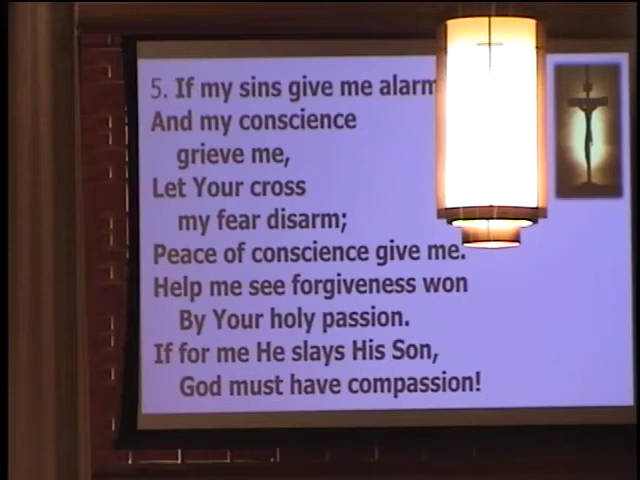 5. If my sins give me alarm
And my conscience
grieve me,
Let Your cross
my fear disarm;
Peace of conscience give me.
Help me see forgiveness won
By Your holy passion.
If for me He slays His Son,
God must have compassion!